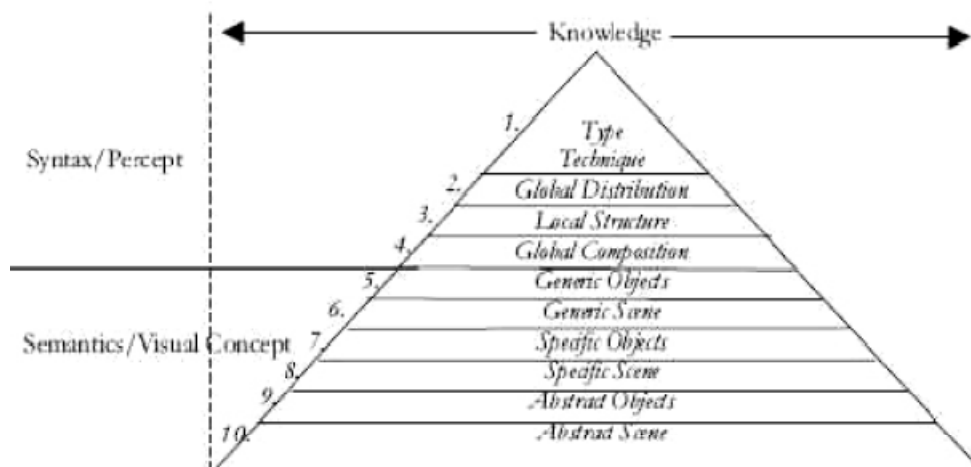 Knowledge
1.
Type
Technique
Syntax/Percept
2.
Global Distribution
3.
Local Structure
4.
Global Composition
5.
Generic Objects
6.
Generic Scene
Semantics/Visual Concept
7.
Specific Objects
8.
Specific Scene
9.
Abstract Objects
10.
Abstract Scene